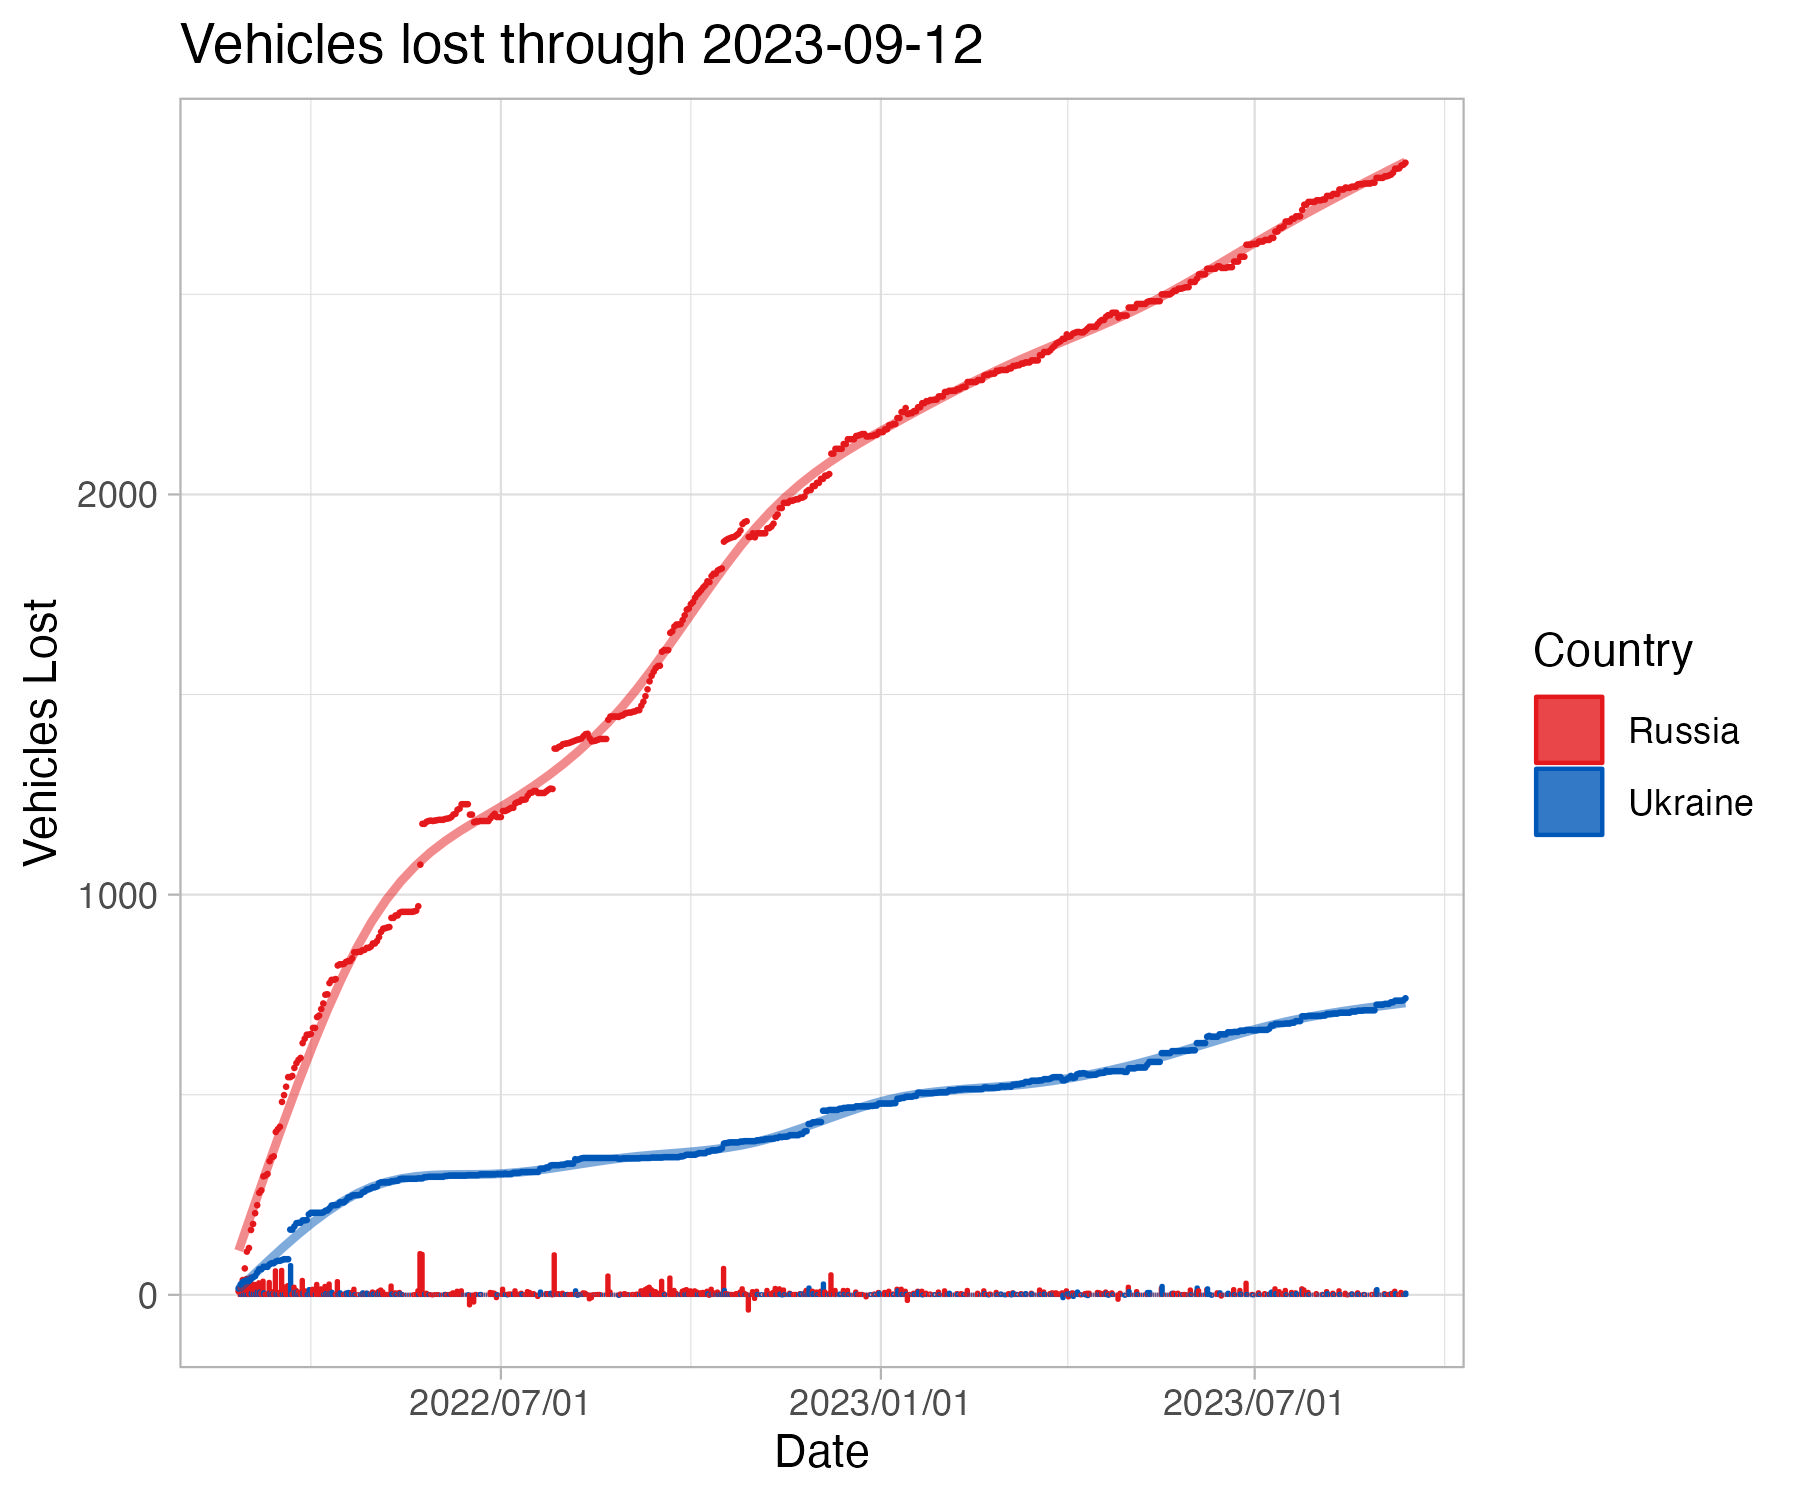 Vehicles lost through 2023-09-12
Vehicles Lost
2000
1000
0
2022/07/01
2023/01/01
2023/07/01
Date
Country
Russia
Ukraine